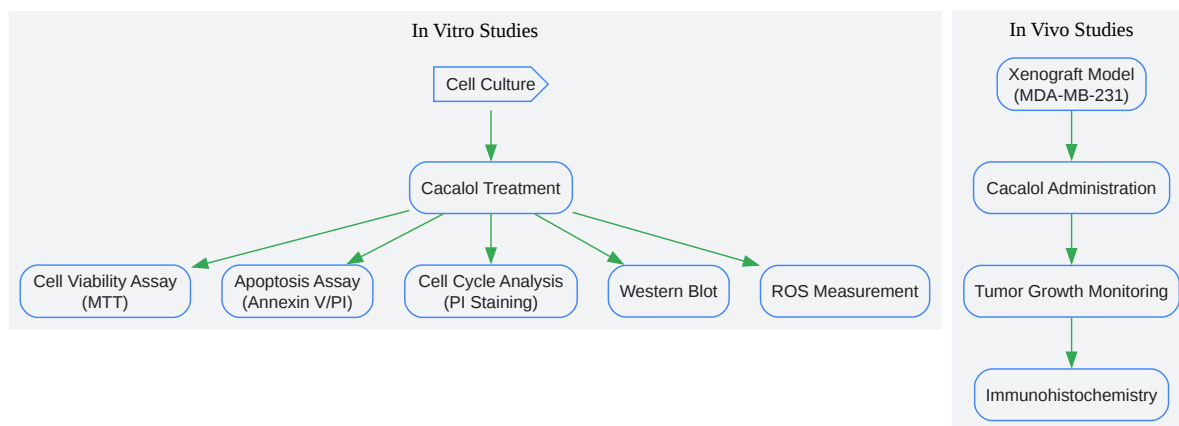 In Vitro Studies
Cell Culture
Cacalol Treatment
Cell Viability Assay
(MTT)
Apoptosis Assay
(Annexin V/PI)
Cell Cycle Analysis
(PI Staining)
Western Blot
ROS Measurement
In Vivo Studies
Xenograft Model
(MDA-MB-231)
Cacalol Administration
Tumor Growth Monitoring
Immunohistochemistry